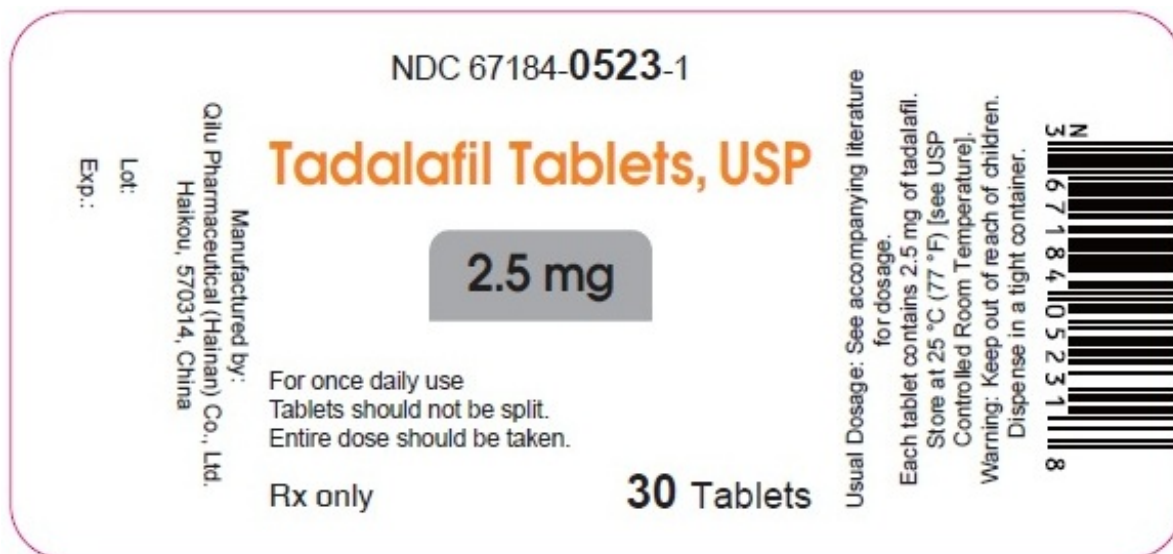 NDC 67184-0523-1
Tadalafil Tablets, USP
2.5 mg
For once daily use
Tablets should not be split.
Entire dose should be taken.
Rx only
30 Tablets
Manufactured by:
Qilu Pharmaceutical (Hainan) Co., Ltd.
Haikou, 570314, China
Lot:
Exp.:
Usual Dosage: See accompanying literature
for dosage.
Each tablet contains 2.5 mg of tadalafil.
Store at 25 °C (77 °F) [see USP
Controlled Room Temperature].
Warning: Keep out of reach of children.
Dispense in a tight container.
N
3 67184 05231 8